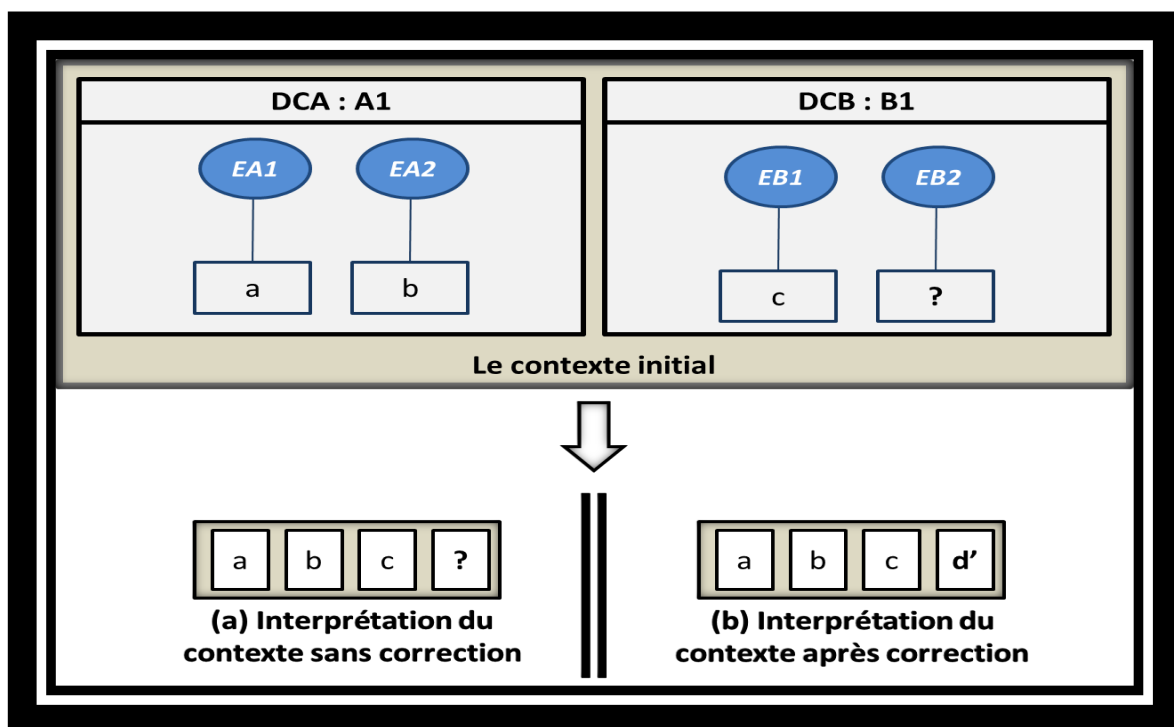 DCA : A1
DCB : B1
EA1
EA2
EB1
EB2
a
b
c
?
Le contexte initial
a b c ?
a b c d’
(a) Interprétation du
contexte sans correction
(b) Interprétation du
contexte après correction